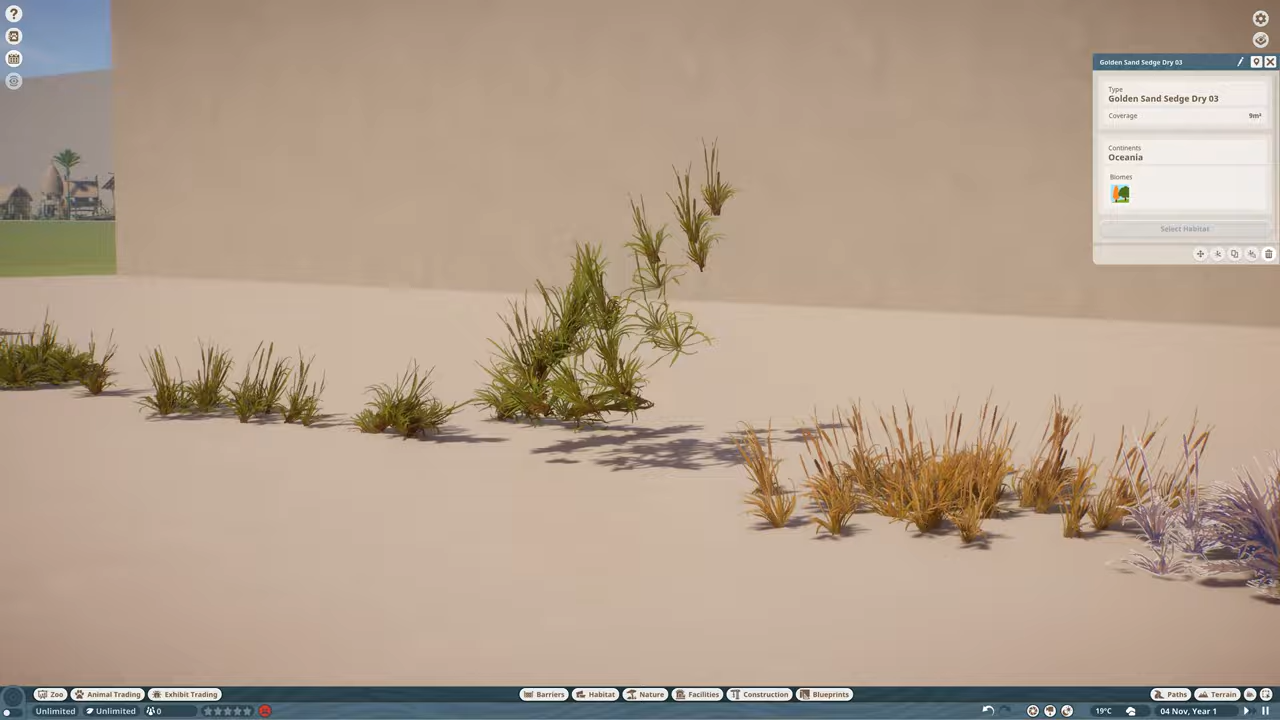 ?
Golden Sand Sedge Dry 03
Type
Golden Sand Sedge Dry 03
Coverage 9m²
Continents
Oceania
Biomes
Select Habitat
Zoo Animal Trading Exhibit Trading Barriers Habitat Nature Facilities Construction Blueprints Paths Terrain
Unlimited Unlimited 0 19°C 04 Nov, Year 1